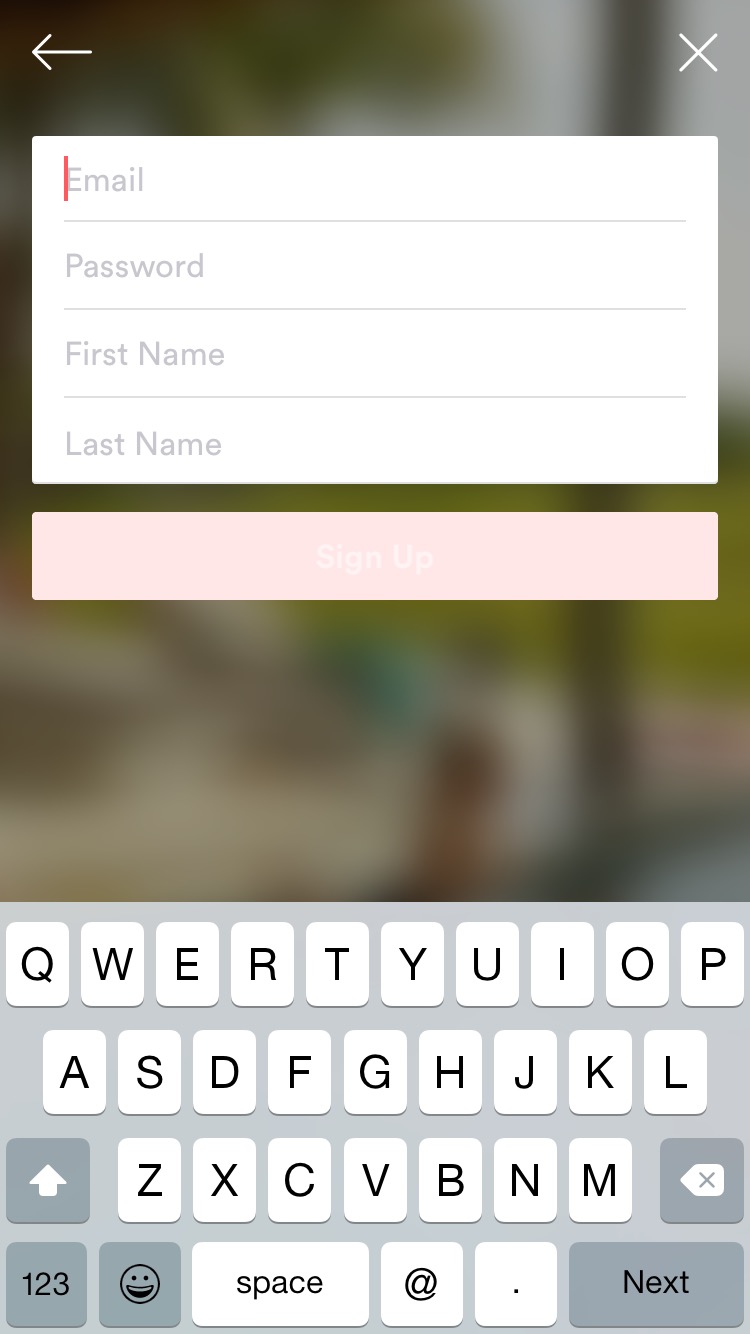 Email
Password
First Name
Last Name
Sign Up
Q W E R T Y U I O P
A S D F G H J K L
Z X C V B N M
123 space @ . Next